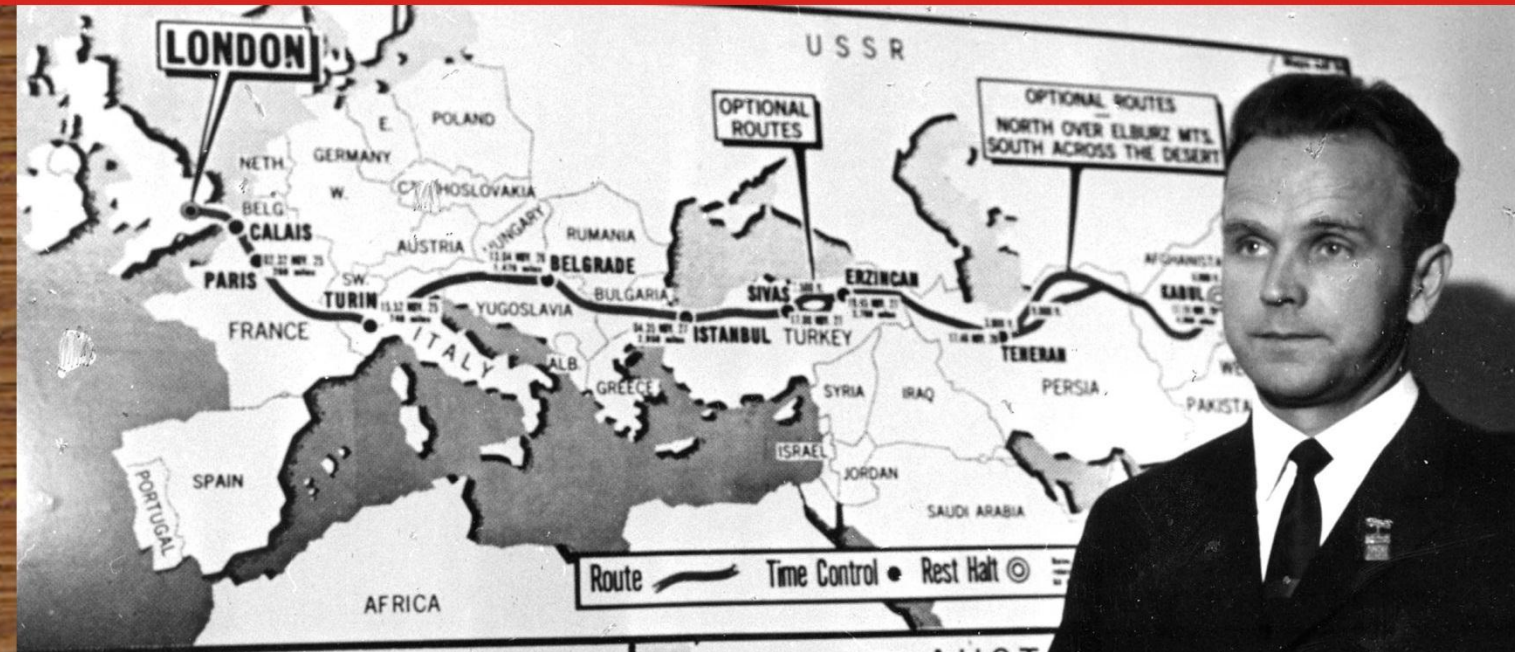 LONDON
USSR
OPTIONAL
ROUTES
OPTIONAL ROUTES
NORTH OVER ELBURZ MTS.
SOUTH ACROSS THE DESERT
E.
POLAND
NETH.
GERMANY
W.
BELG.
CALAIS
PARIS
AUSTRIA
HUNGARY
RUMANIA
SW.
TURIN
BELGRADE
YUGOSLAVIA
BULGARIA
FRANCE
ITALY
ALB.
GREECE
ISTANBUL
SIVAS
TURKEY
ERZINCAN
TEHERAN
KABUL
SYRIA
IRAQ
PERSIA
ISRAEL
JORDAN
SAUDI ARABIA
SPAIN
PORTUGAL
AFRICA
Route
Time Control
Rest Halt